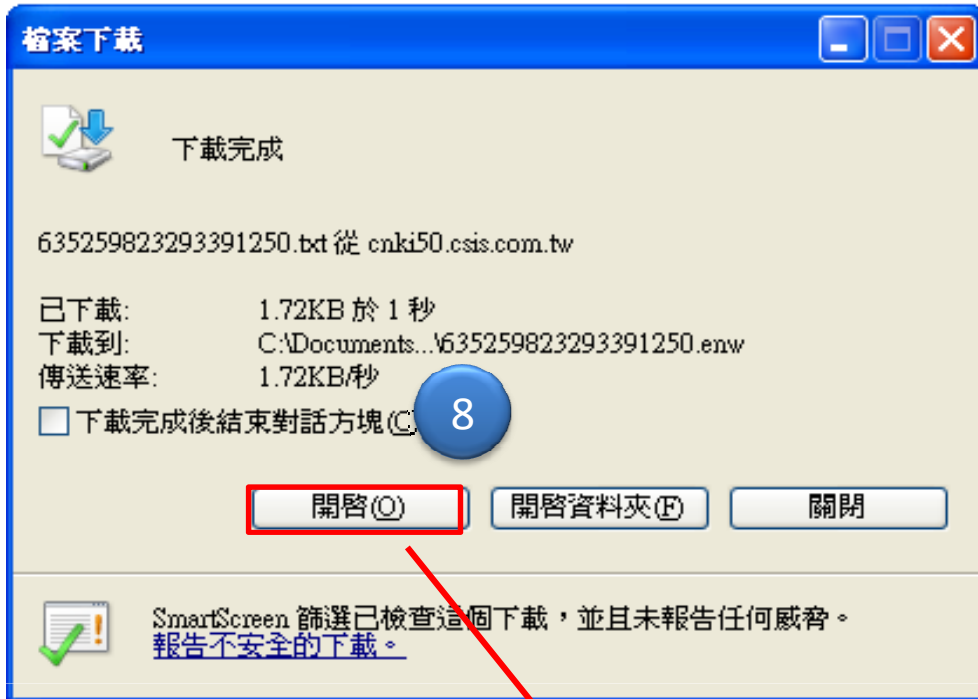 檔案下載
下載完成
635259823293391250.txt 從 cnki50.csis.com.tw
已下載: 1.72KB 於 1 秒
下載到: C:\Documents...\635259823293391250.enw
傳送速率: 1.72KB/秒
下載完成後結束對話方塊(C)
8
開啓(O) 開啓資料夾(F) 關閉
SmartScreen 篩選已檢查這個下載，並且未報告任何威脅。
報告不安全的下載。